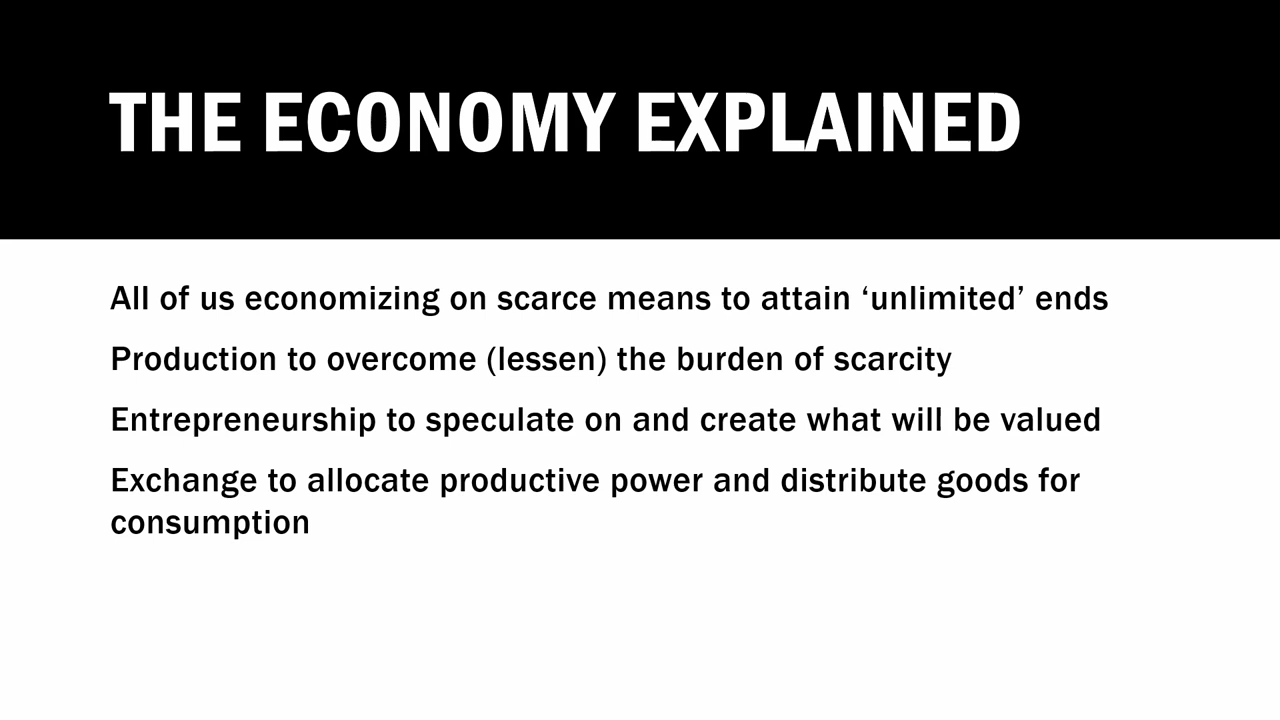 THE ECONOMY EXPLAINED
All of us economizing on scarce means to attain ‘unlimited’ ends
Production to overcome (lessen) the burden of scarcity
Entrepreneurship to speculate on and create what will be valued
Exchange to allocate productive power and distribute goods for
consumption